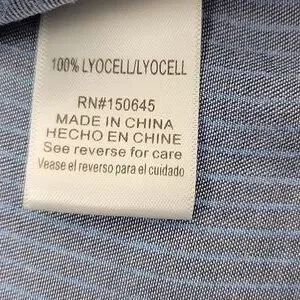 100% LYOCELL/LYOCELL
RN#150645
MADE IN CHINA
HECHO EN CHINE
See reverse for care
Vease el reverso para el cuidado